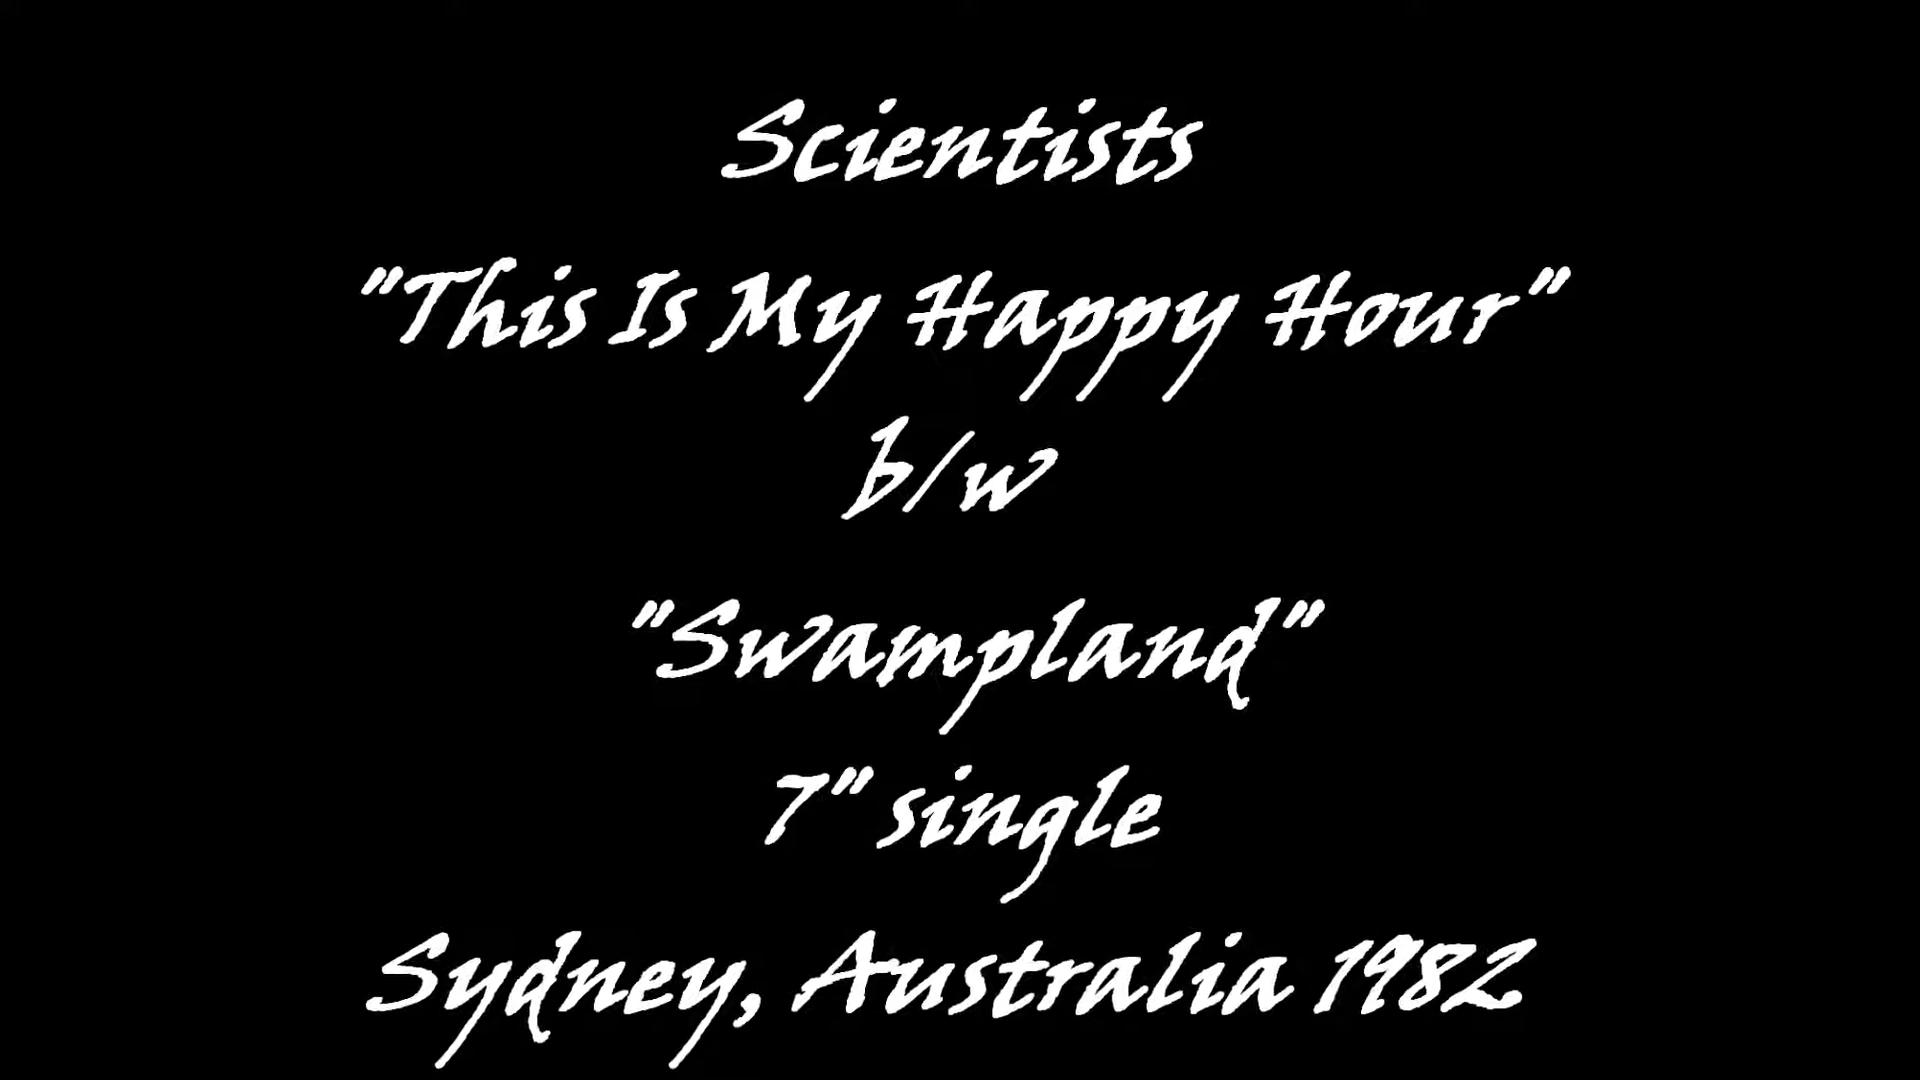 Scientists
"This Is My Happy Hour"
b/w
"Swampland"
7" single
Sydney, Australia 1982